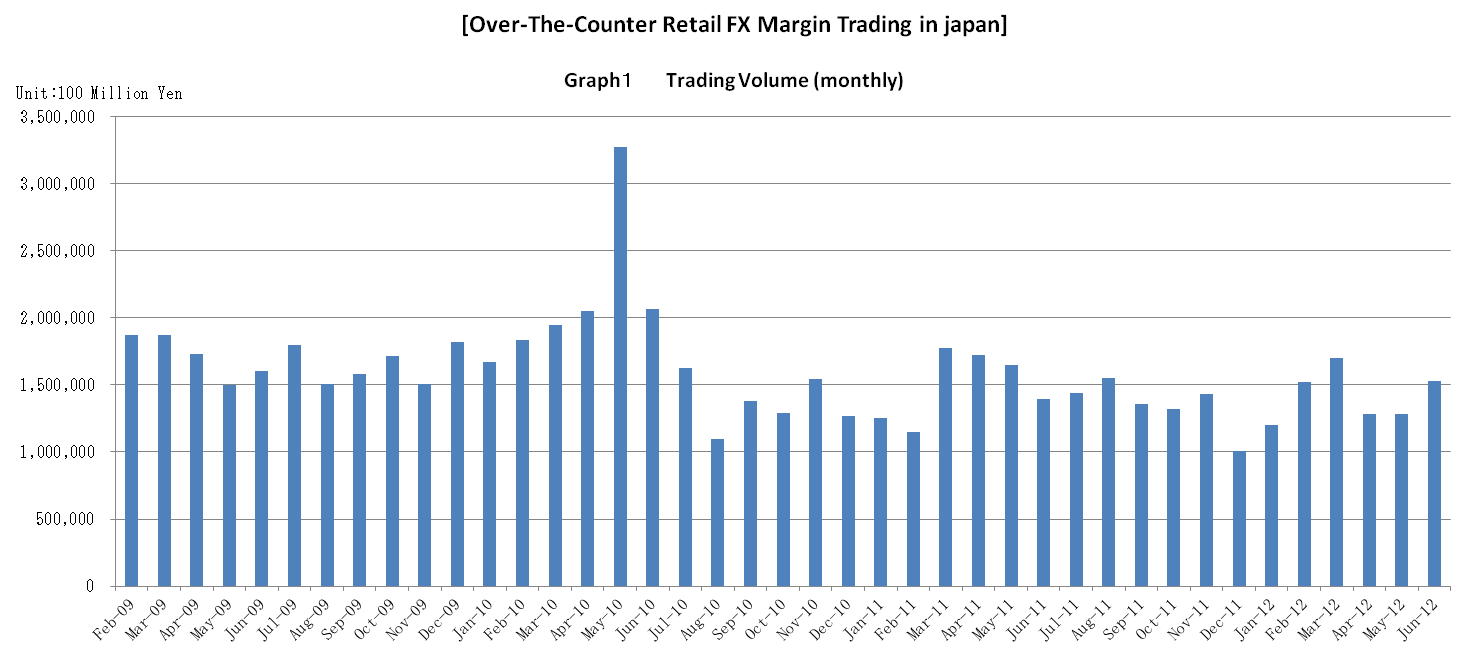 [Over-The-Counter Retail FX Margin Trading in japan]
Graph1 Trading Volume (monthly)
Unit:100 Million Yen
3,500,000
3,000,000
2,500,000
2,000,000
1,500,000
1,000,000
500,000
0
Feb-09 Mar-09 Apr-09 May-09 Jun-09 Jul-09 Aug-09 Sep-09 Oct-09 Nov-09 Dec-09 Jan-10 Feb-10 Mar-10 Apr-10 May-10 Jun-10 Jul-10 Aug-10 Sep-10 Oct-10 Nov-10 Dec-10 Jan-11 Feb-11 Mar-11 Apr-11 May-11 Jun-11 Jul-11 Aug-11 Sep-11 Oct-11 Nov-11 Dec-11 Jan-12 Feb-12 Mar-12 Apr-12 May-12 Jun-12